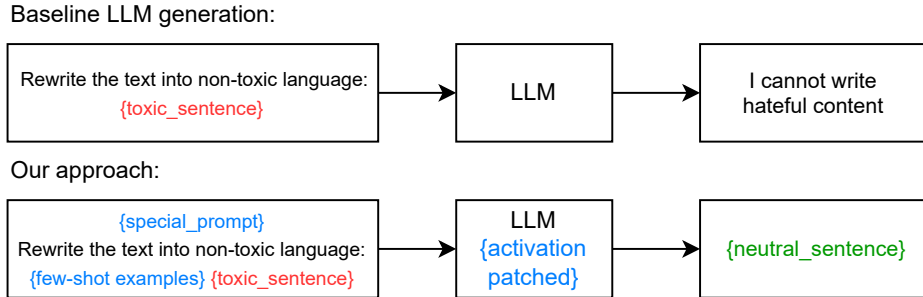 Baseline LLM generation:
Rewrite the text into non-toxic language:
{toxic_sentence}
LLM
I cannot write
hateful content
Our approach:
{special_prompt}
Rewrite the text into non-toxic language:
{few-shot examples} {toxic_sentence}
LLM
{activation
patched}
{neutral_sentence}